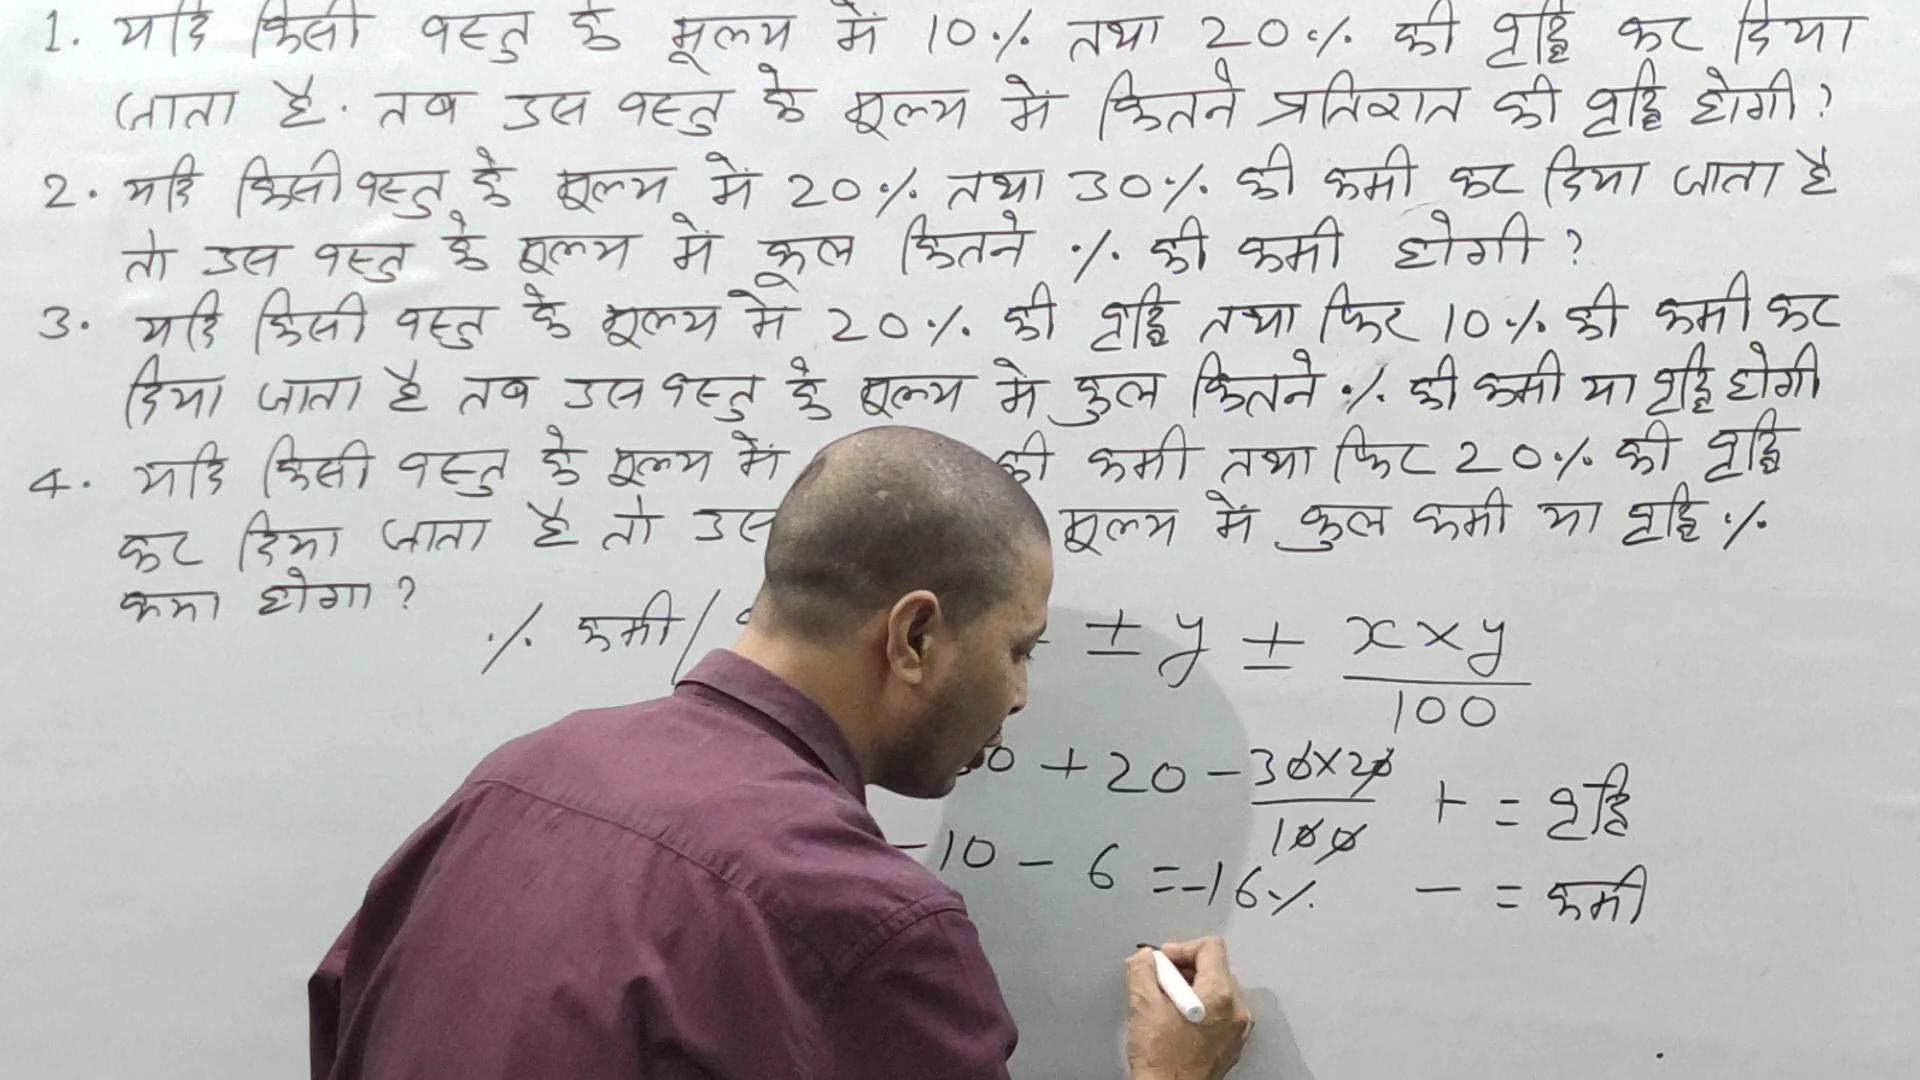 1. यदि किसी वस्तु के मूल्य में 10% तथा 20% की वृद्धि कर दिया
जाता है. तब उस वस्तु के मूल्य में कितने प्रतिशत की वृद्धि होगी?
2. यदि किसी वस्तु के मूल्य में 20% तथा 30% की कमी कर दिया जाता है
तो उस वस्तु के मूल्य में कुल कितने % की कमी होगी?
3. यदि किसी वस्तु के मूल्य में 20% की वृद्धि तथा फिर 10% की कमी कर
दिया जाता है तब उस वस्तु के मूल्य में कुल कितने % की कमी या वृद्धि होगी
4. यदि किसी वस्तु के मूल्य में की कमी तथा फिर 20% की वृद्धि
कर दिया जाता है तो उस मूल्य में कुल कमी या वृद्धि %
क्या होगा?
% कमी/ ± y ± x×y/100
0 + 20 - 30×20/100
+ = वृद्धि
-10 - 6 = -16%
- = कमी